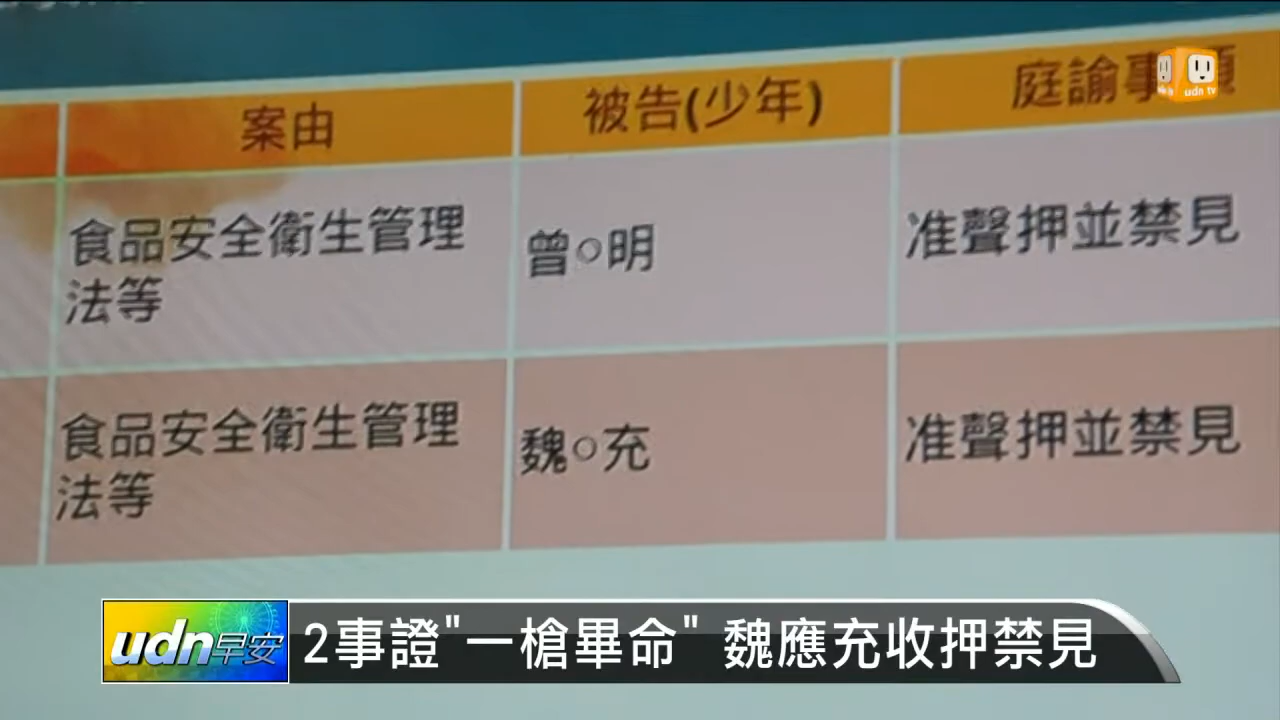 案由
被告(少年)
庭諭事項
udn tv
食品安全衛生管理
法等
曾○明
准聲押並禁見
食品安全衛生管理
法等
魏○充
准聲押並禁見
udn早安
2事證"一槍畢命" 魏應充收押禁見